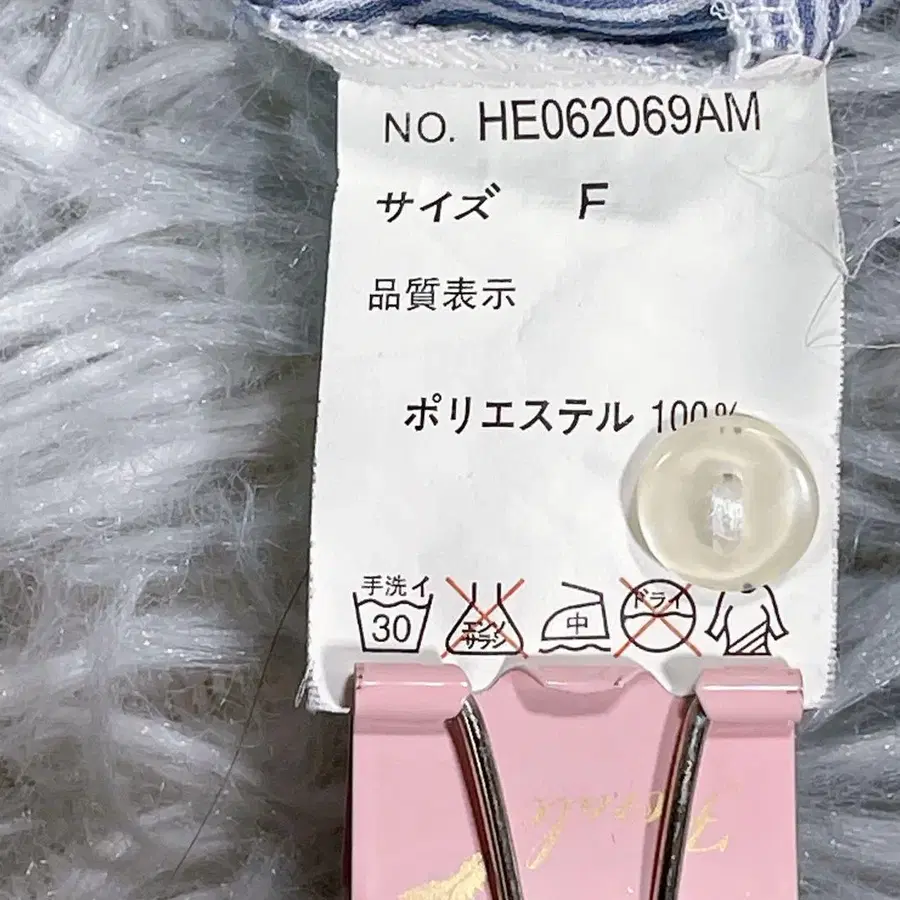 NO. HE062069AM
サイズ F
品質表示
ポリエステル 100%
手洗イ
30
エンソ
サラシ
中
ドライ